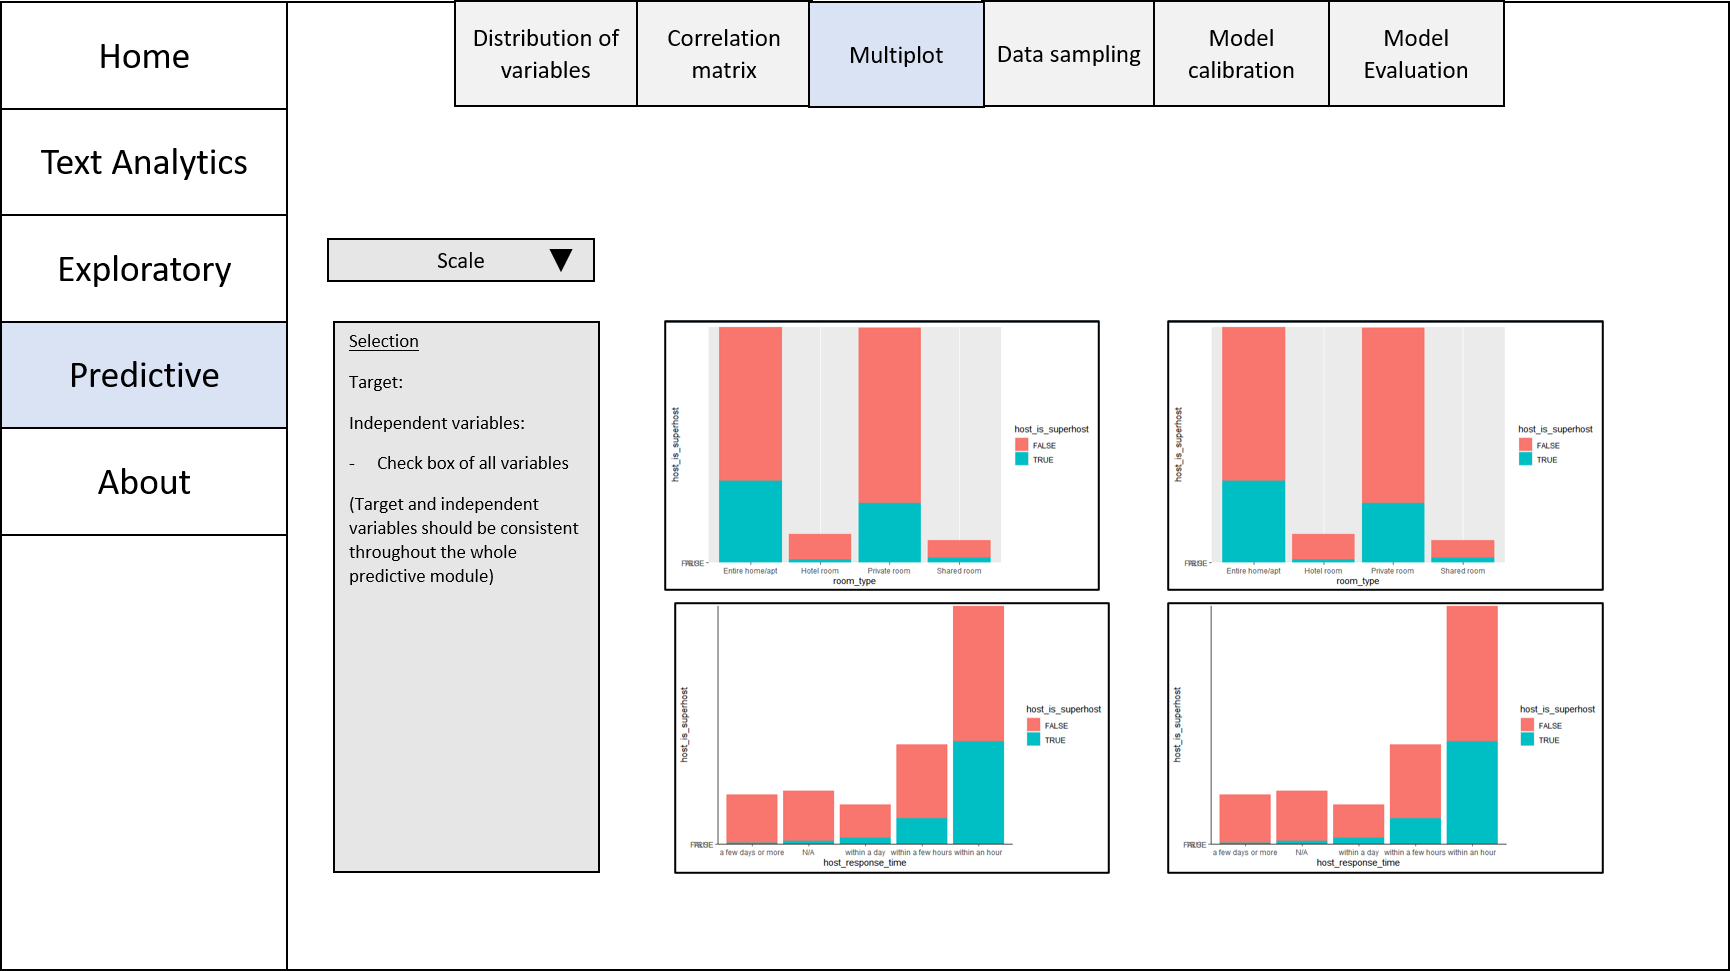 Home
Text Analytics
Exploratory
Predictive
About
Distribution of
variables
Correlation
matrix
Multiplot
Data sampling
Model
calibration
Model
Evaluation
Scale
Selection
Target:
Independent variables:
- Check box of all variables
(Target and independent
variables should be consistent
throughout the whole
predictive module)
host_is_superhost
host_is_superhost
FALSE
TRUE
Entire home/apt Hotel room Private room Shared room
room_type
host_is_superhost
host_is_superhost
FALSE
TRUE
Entire home/apt Hotel room Private room Shared room
room_type
host_is_superhost
host_is_superhost
FALSE
TRUE
a few days or more N/A within a day within a few hours within an hour
host_response_time
host_is_superhost
host_is_superhost
FALSE
TRUE
a few days or more N/A within a day within a few hours within an hour
host_response_time